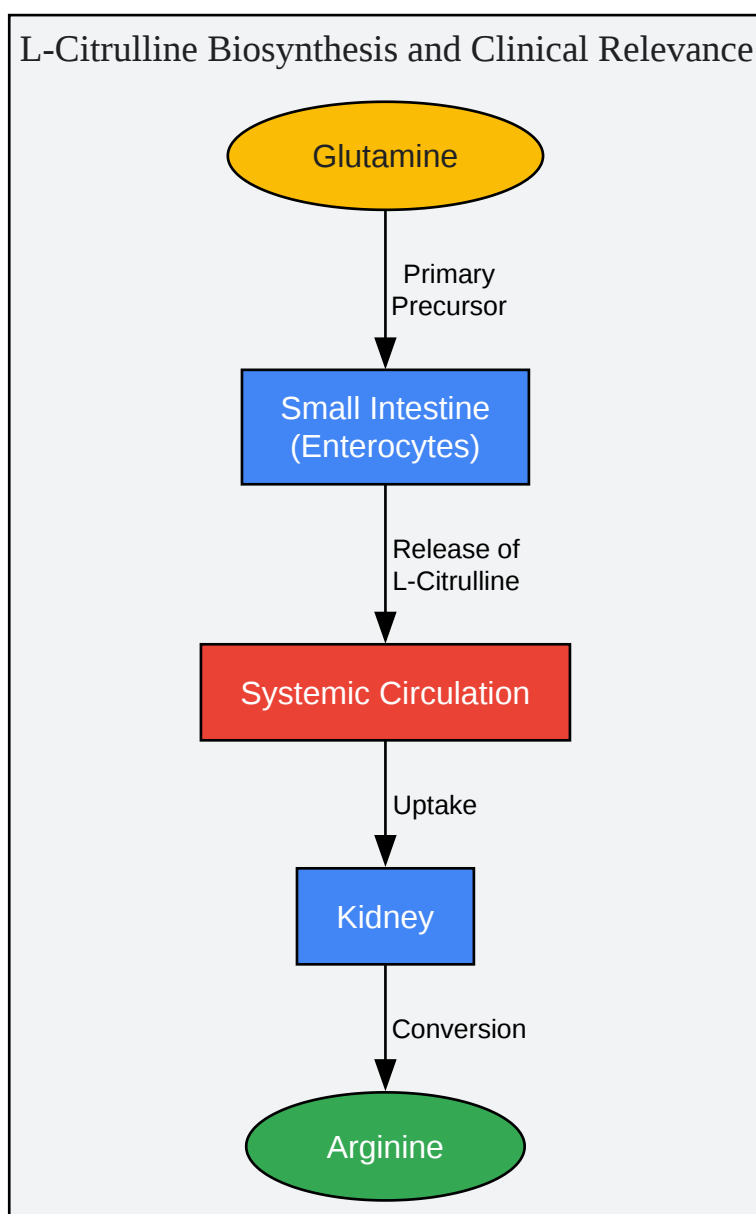 L-Citrulline Biosynthesis and Clinical Relevance
Glutamine
Primary
Precursor
Small Intestine
(Enterocytes)
Release of
L-Citrulline
Systemic Circulation
Uptake
Kidney
Conversion
Arginine